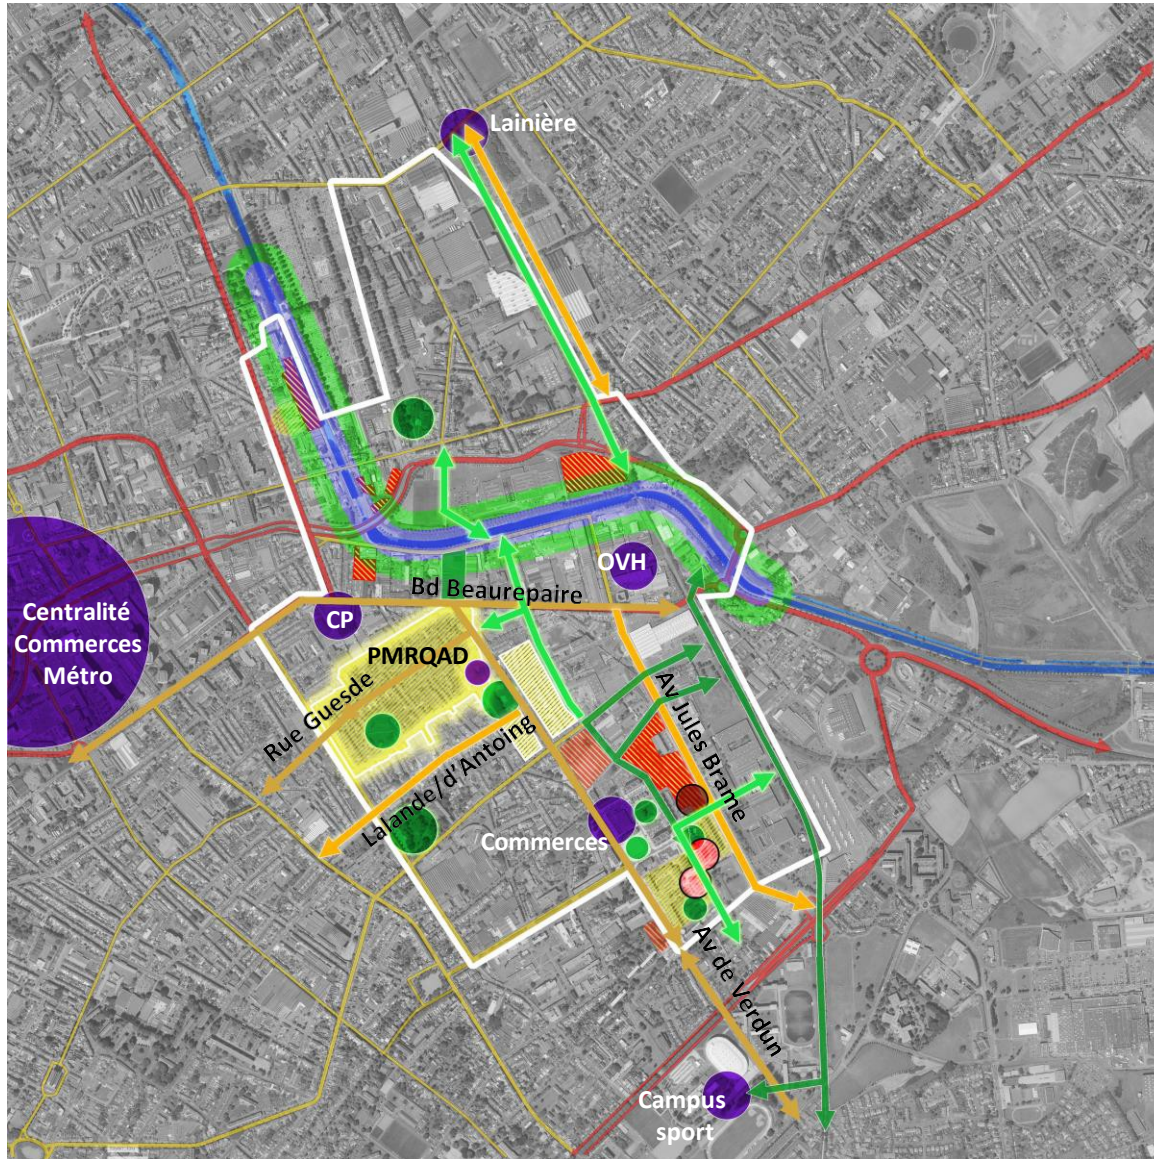 Lainière
OVH
Bd Beaurepaire
Centralité
Commerces
Métro
CP
PMRQAD
Rue Guesde
Lalande/d'Antoing
Av Jules Brame
Commerces
Av de Verdun
Campus
sport